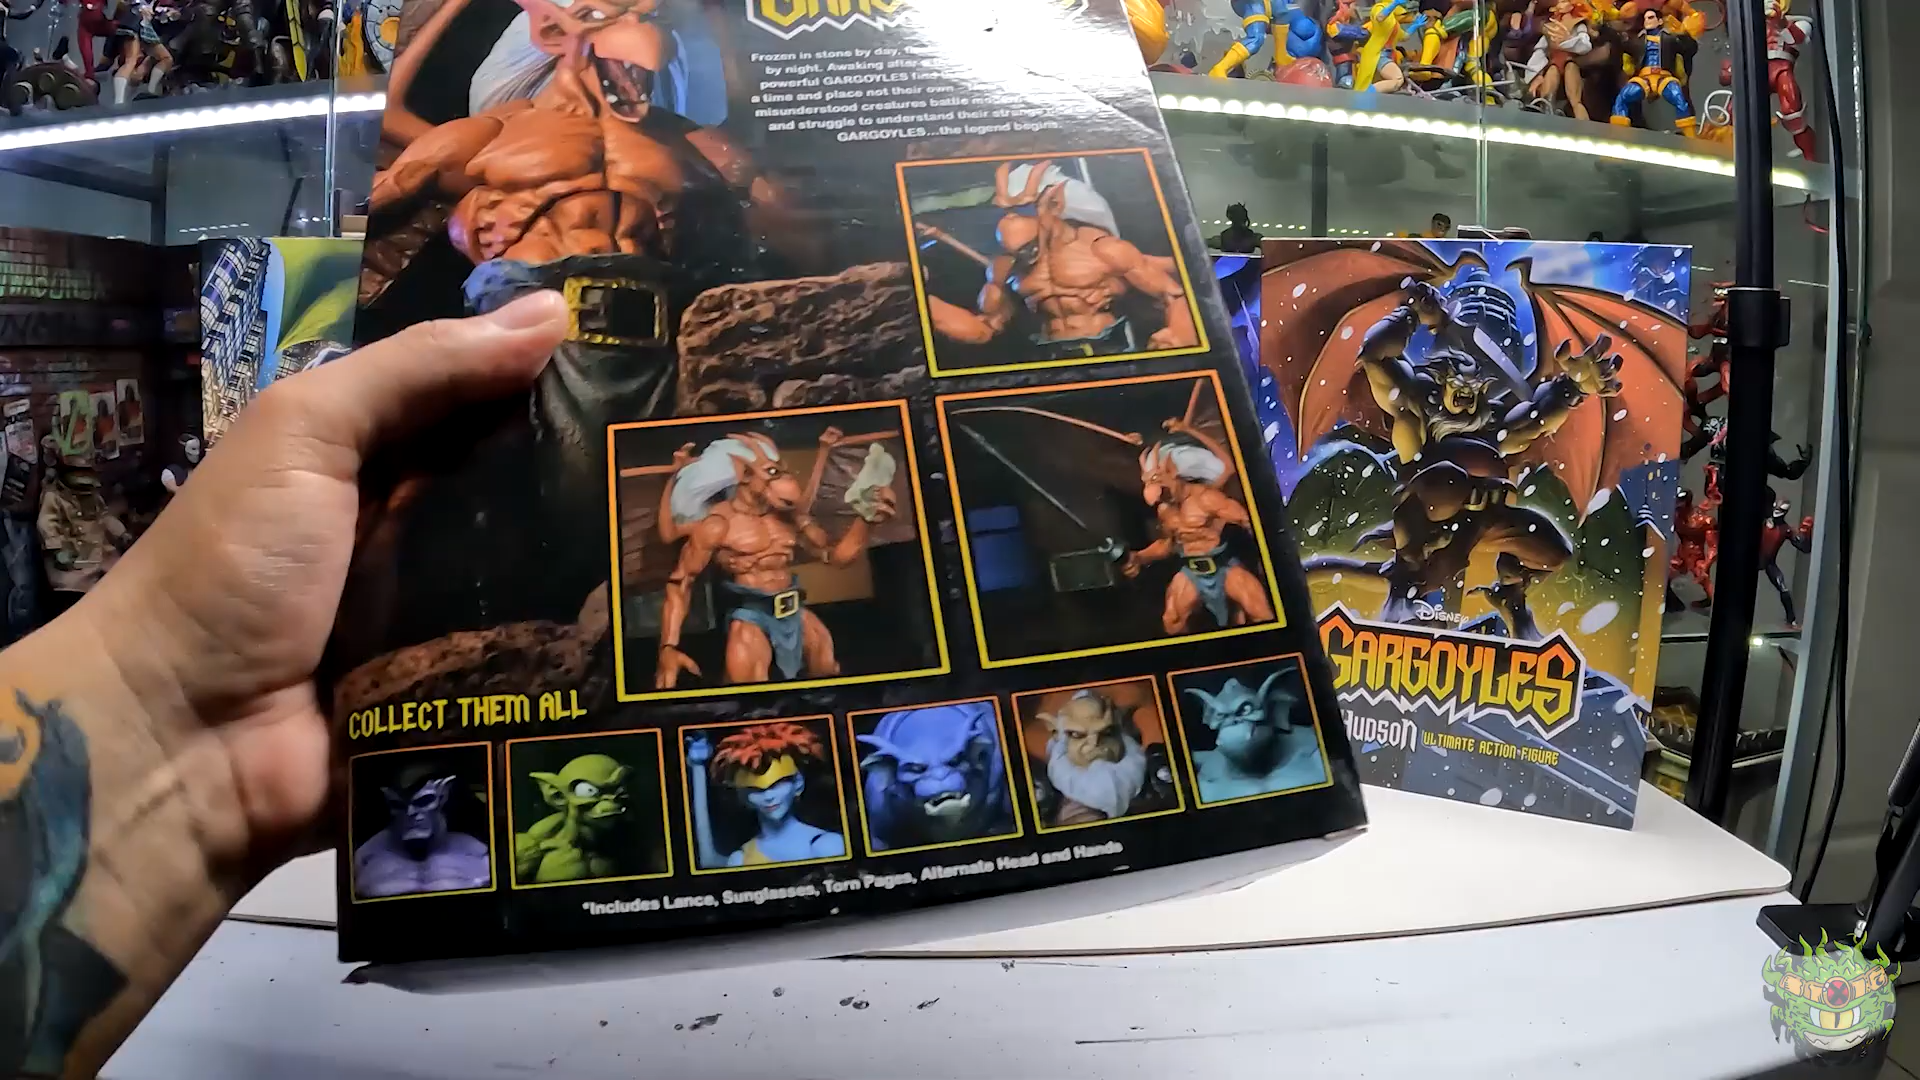 Frozen in stone by day,
by night. Awaking after
powerful GARGOYLES find
a time and place not their own
misunderstood creatures battle
and struggle to understand their strange
GARGOYLES...the legend begins.
COLLECT THEM ALL
*Includes Lance, Sunglasses, Torn Pages, Alternate Head and Hands
DISNEY
GARGOYLES
HUDSON ULTIMATE ACTION FIGURE